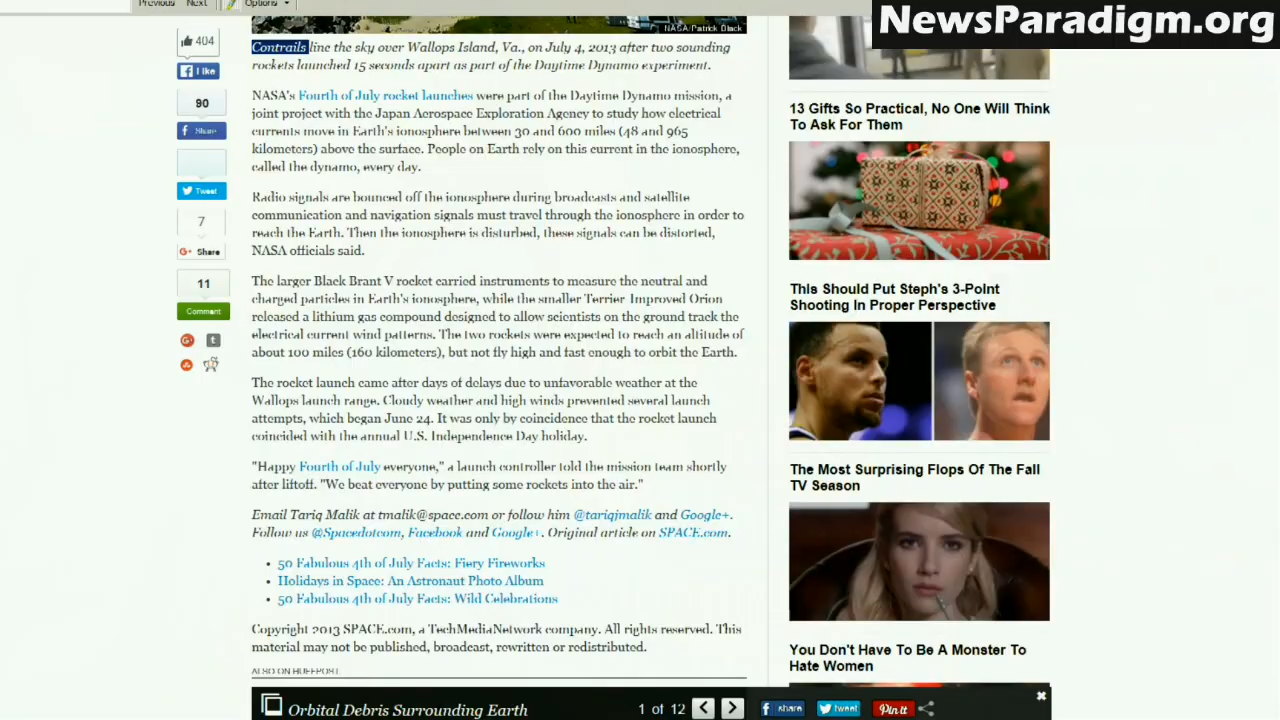 Previous Next Options
NewsParadigm.org
NASA/Patrick Black
404
Like
90
Share
Tweet
7
Share
11
Comment
Contrails line the sky over Wallops Island, Va., on July 4, 2013 after two sounding
rockets launched 15 seconds apart as part of the Daytime Dynamo experiment.
NASA's Fourth of July rocket launches were part of the Daytime Dynamo mission, a
joint project with the Japan Aerospace Exploration Agency to study how electrical
currents move in Earth's ionosphere between 30 and 600 miles (48 and 965
kilometers) above the surface. People on Earth rely on this current in the ionosphere,
called the dynamo, every day.
Radio signals are bounced off the ionosphere during broadcasts and satellite
communication and navigation signals must travel through the ionosphere in order to
reach the Earth. Then the ionosphere is disturbed, these signals can be distorted,
NASA officials said.
The larger Black Brant V rocket carried instruments to measure the neutral and
charged particles in Earth's ionosphere, while the smaller Terrier Improved Orion
released a lithium gas compound designed to allow scientists on the ground track the
electrical current wind patterns. The two rockets were expected to reach an altitude of
about 100 miles (160 kilometers), but not fly high and fast enough to orbit the Earth.
The rocket launch came after days of delays due to unfavorable weather at the
Wallops launch range. Cloudy weather and high winds prevented several launch
attempts, which began June 24. It was only by coincidence that the rocket launch
coincided with the annual U.S. Independence Day holiday.
"Happy Fourth of July everyone," a launch controller told the mission team shortly
after liftoff. "We beat everyone by putting some rockets into the air."
Email Tariq Malik at tmalik@space.com or follow him @tariqjmalik and Google+.
Follow us @Spacedotcom, Facebook and Google+. Original article on SPACE.com.
• 50 Fabulous 4th of July Facts: Fiery Fireworks
• Holidays in Space: An Astronaut Photo Album
• 50 Fabulous 4th of July Facts: Wild Celebrations
Copyright 2013 SPACE.com, a TechMediaNetwork company. All rights reserved. This
material may not be published, broadcast, rewritten or redistributed.
ALSO ON HUFFPOST
Orbital Debris Surrounding Earth 1 of 12 share tweet Pin it
13 Gifts So Practical, No One Will Think
To Ask For Them
This Should Put Steph's 3-Point
Shooting In Proper Perspective
The Most Surprising Flops Of The Fall
TV Season
You Don't Have To Be A Monster To
Hate Women